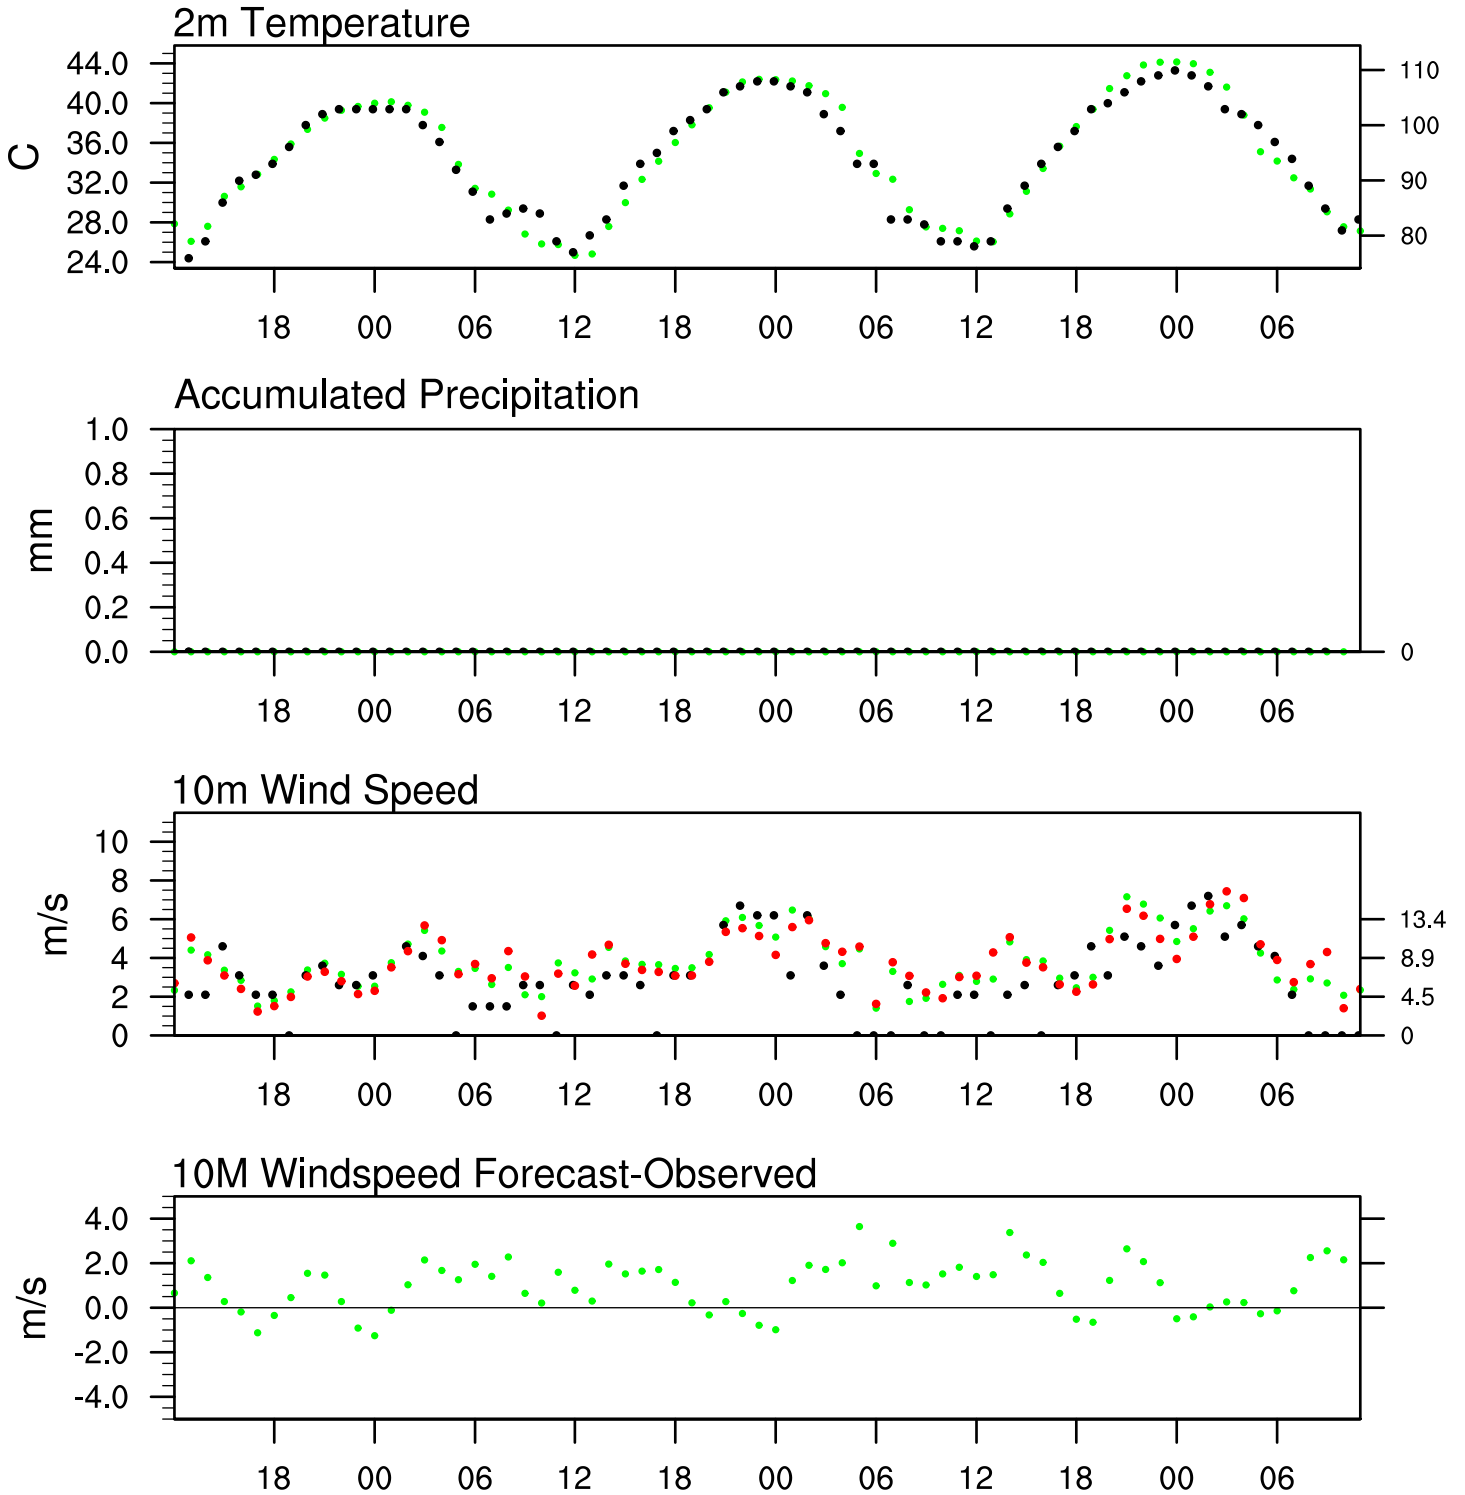 2m Temperature
44.0
40.0
36.0
32.0
28.0
24.0
C
110
100
90
80
18 00 06 12 18 00 06 12 18 00 06
Accumulated Precipitation
1.0
0.8
0.6
0.4
0.2
0.0
mm
0
18 00 06 12 18 00 06 12 18 00 06
10m Wind Speed
10
8
6
4
2
0
m/s
13.4
8.9
4.5
0
18 00 06 12 18 00 06 12 18 00 06
10M Windspeed Forecast-Observed
4.0
2.0
0.0
-2.0
-4.0
m/s
18 00 06 12 18 00 06 12 18 00 06